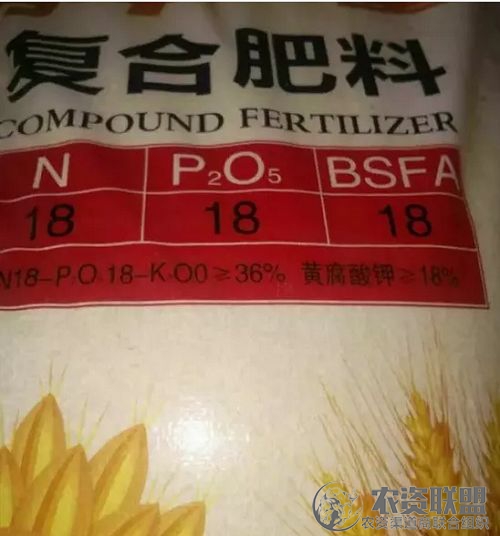 复合肥料
COMPOUND FERTILIZER
N P₂O₅ BSFA
18 18 18
N18-P₂O₅18-K₂O0≥36% 黄腐酸钾≥18%
农资联盟